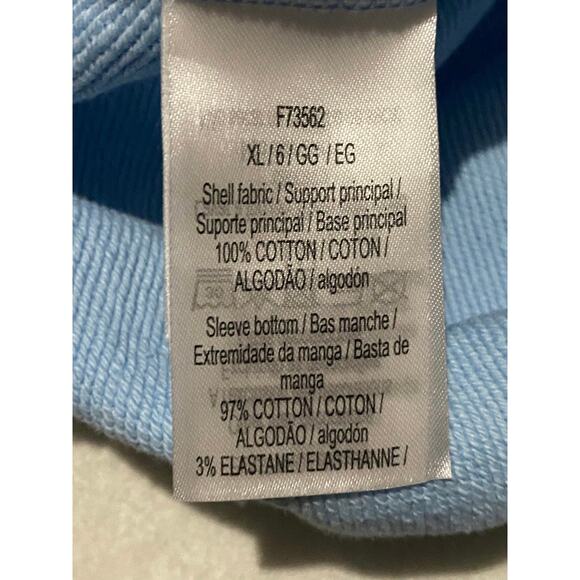 F73562
XL / 6 / GG / EG
Shell fabric / Support principal /
Suporte principal / Base principal
100% COTTON / COTON /
ALGODÃO / algodón
Sleeve bottom / Bas manche /
Extremidade da manga / Basta de
manga
97% COTTON / COTON /
ALGODÃO / algodón
3% ELASTANE / ELASTHANNE /